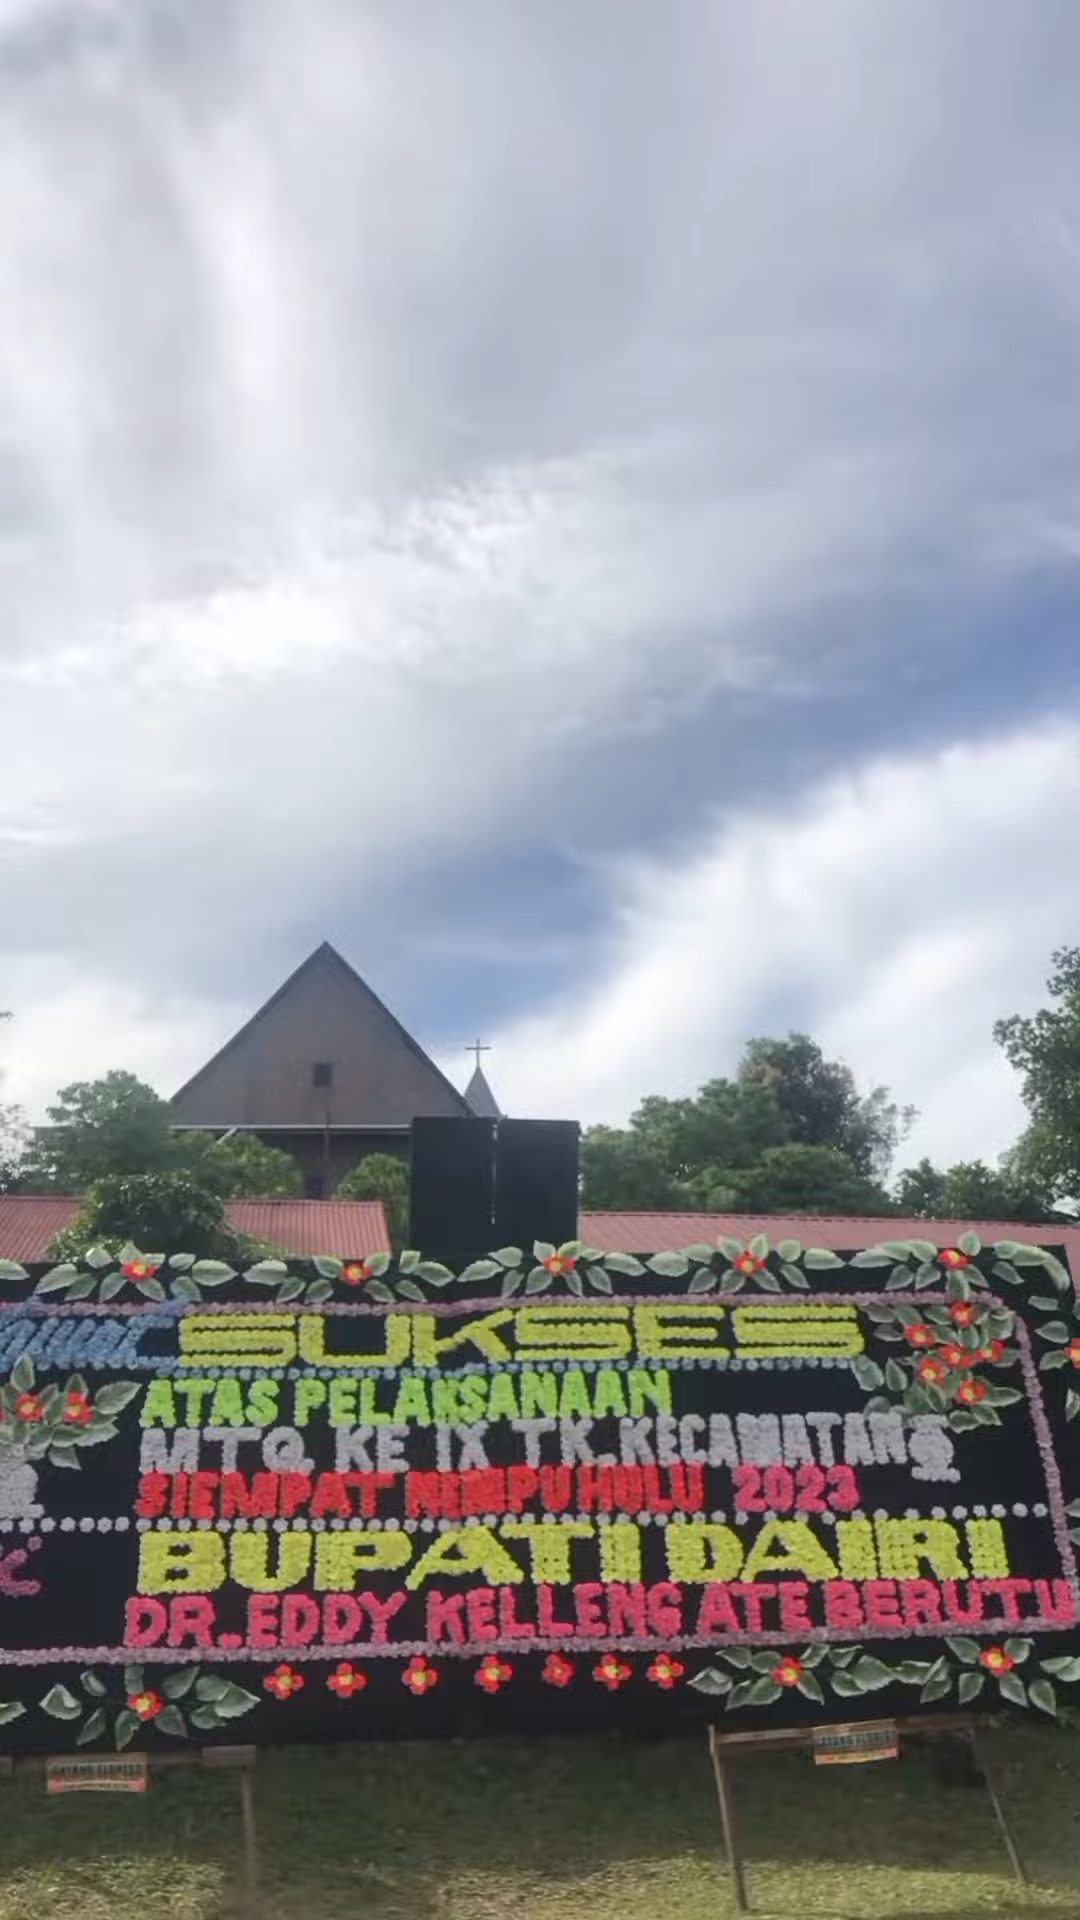 SUKSES
ATAS PELAKSANAAN
MTQ KE IX TK.KECAMATAN
SIEMPAT NEMPU HULU 2023
BUPATI DAIRI
DR.EDDY KELLENG ATE BERUTU